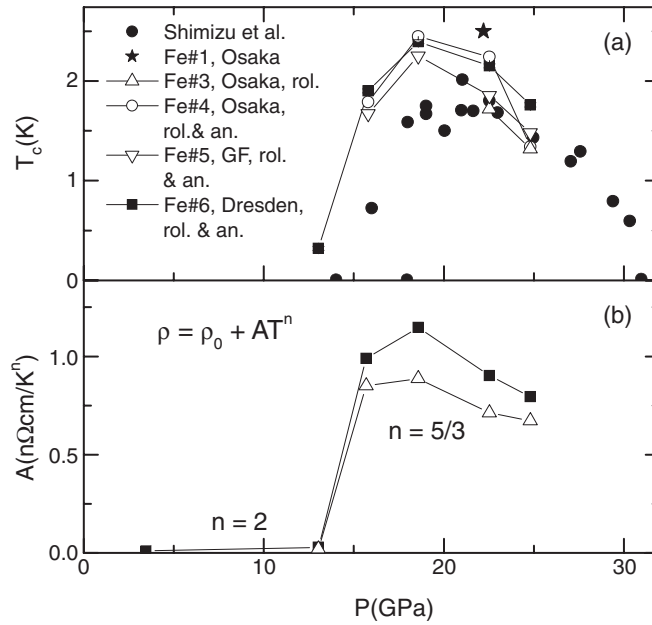 Shimizu et al.
Fe#1, Osaka
Fe#3, Osaka, rol.
Fe#4, Osaka,
rol.& an.
Fe#5, GF, rol.
& an.
Fe#6, Dresden,
rol. & an.
(a)
2
1
0
T_c(K)
(b)
ρ = ρ_0 + AT^n
n = 5/3
n = 2
1.0
0.5
0.0
A(nΩcm/K^n)
0 10 20 30
P(GPa)